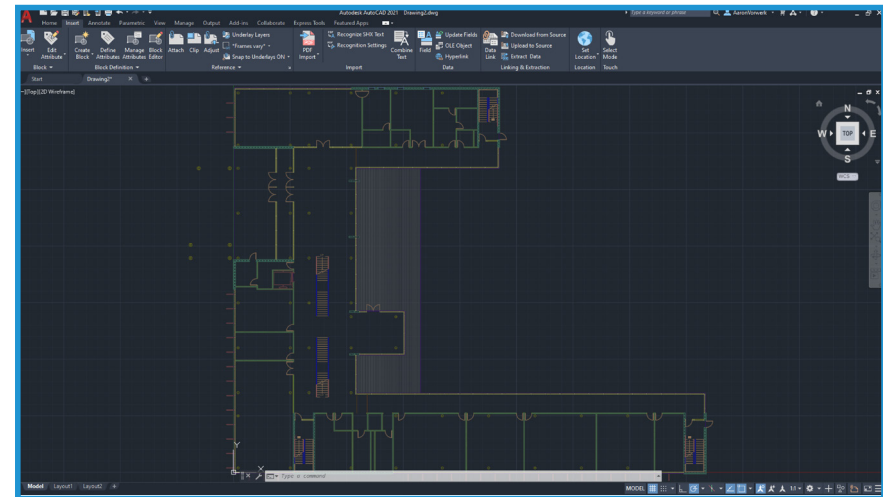 Autodesk AutoCAD 2021 Drawing2.dwg
Type a keyword or phrase
AaronVorwerk
Home Insert Annotate Parametric View Manage Output Add-ins Collaborate Express Tools Featured Apps
Insert
Edit Attribute
Create Block
Define Attributes
Manage Attributes
Block Editor
Attach
Clip
Adjust
Underlay Layers
*Frames vary*
Snap to Underlays ON
PDF Import
Recognize SHX Text
Recognition Settings
Combine Text
Field
Update Fields
OLE Object
Hyperlink
Data Link
Download from Source
Upload to Source
Extract Data
Set Location
Select Mode
Block
Block Definition
Reference
Import
Data
Linking & Extraction
Location
Touch
Start Drawing2*
[Top][2D Wireframe]
N
W TOP E
S
WCS
Y
X
Type a command
Model Layout1 Layout2
MODEL
1:1